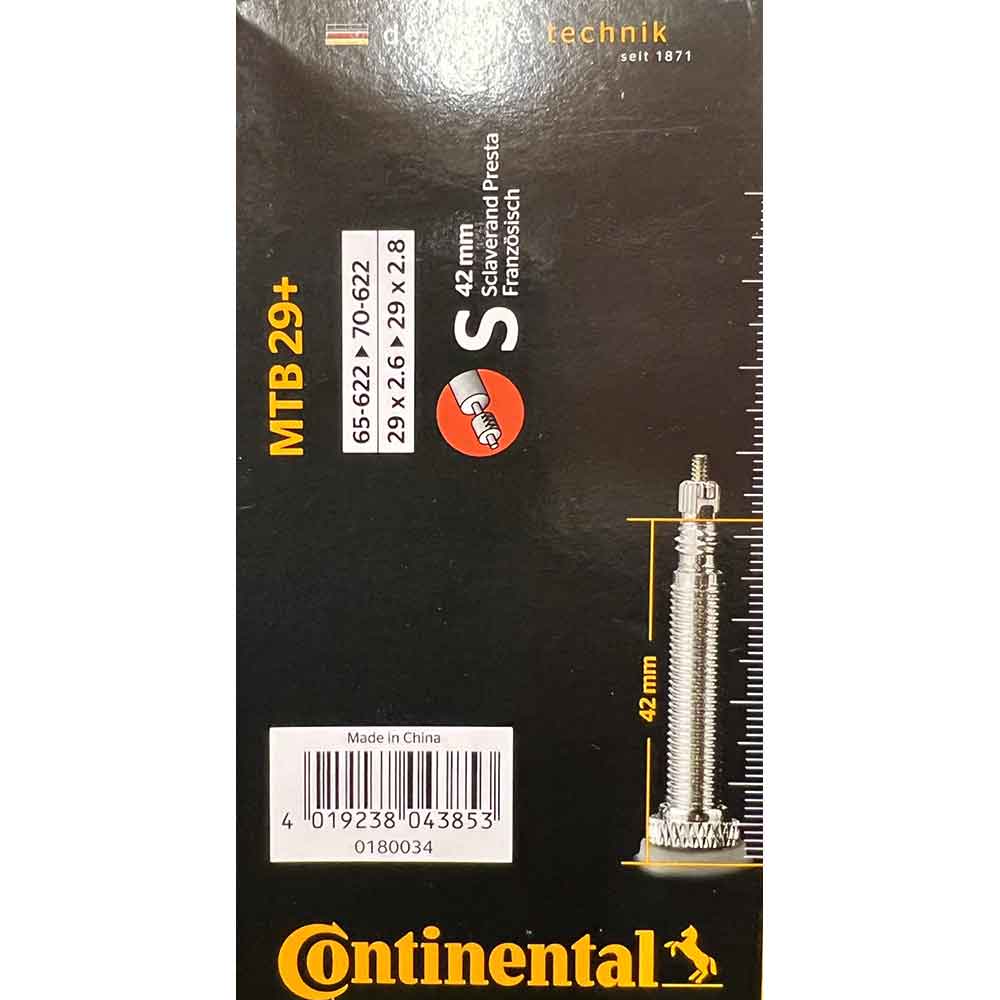 technik
seit 1871
MTB 29+
65-622 ▸ 70-622
29 x 2.6 ▸ 29 x 2.8
S
42 mm
Sclaverand Presta
Französisch
42 mm
Made in China
4 019238 043853
0180034
Continental